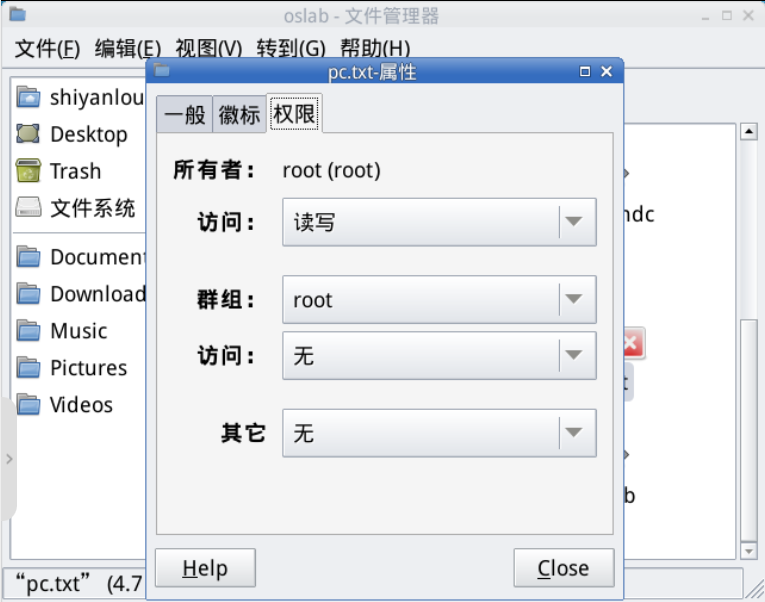 oslab - 文件管理器
文件(F) 编辑(E) 视图(V) 转到(G) 帮助(H)
pc.txt-属性
shiyanlou
Desktop
Trash
文件系统
Documen
Download
Music
Pictures
Videos
一般 徽标 权限
所有者： root (root)
访问： 读写
群组： root
访问： 无
其它 无
Help Close
ndc
t
b
“pc.txt” (4.7